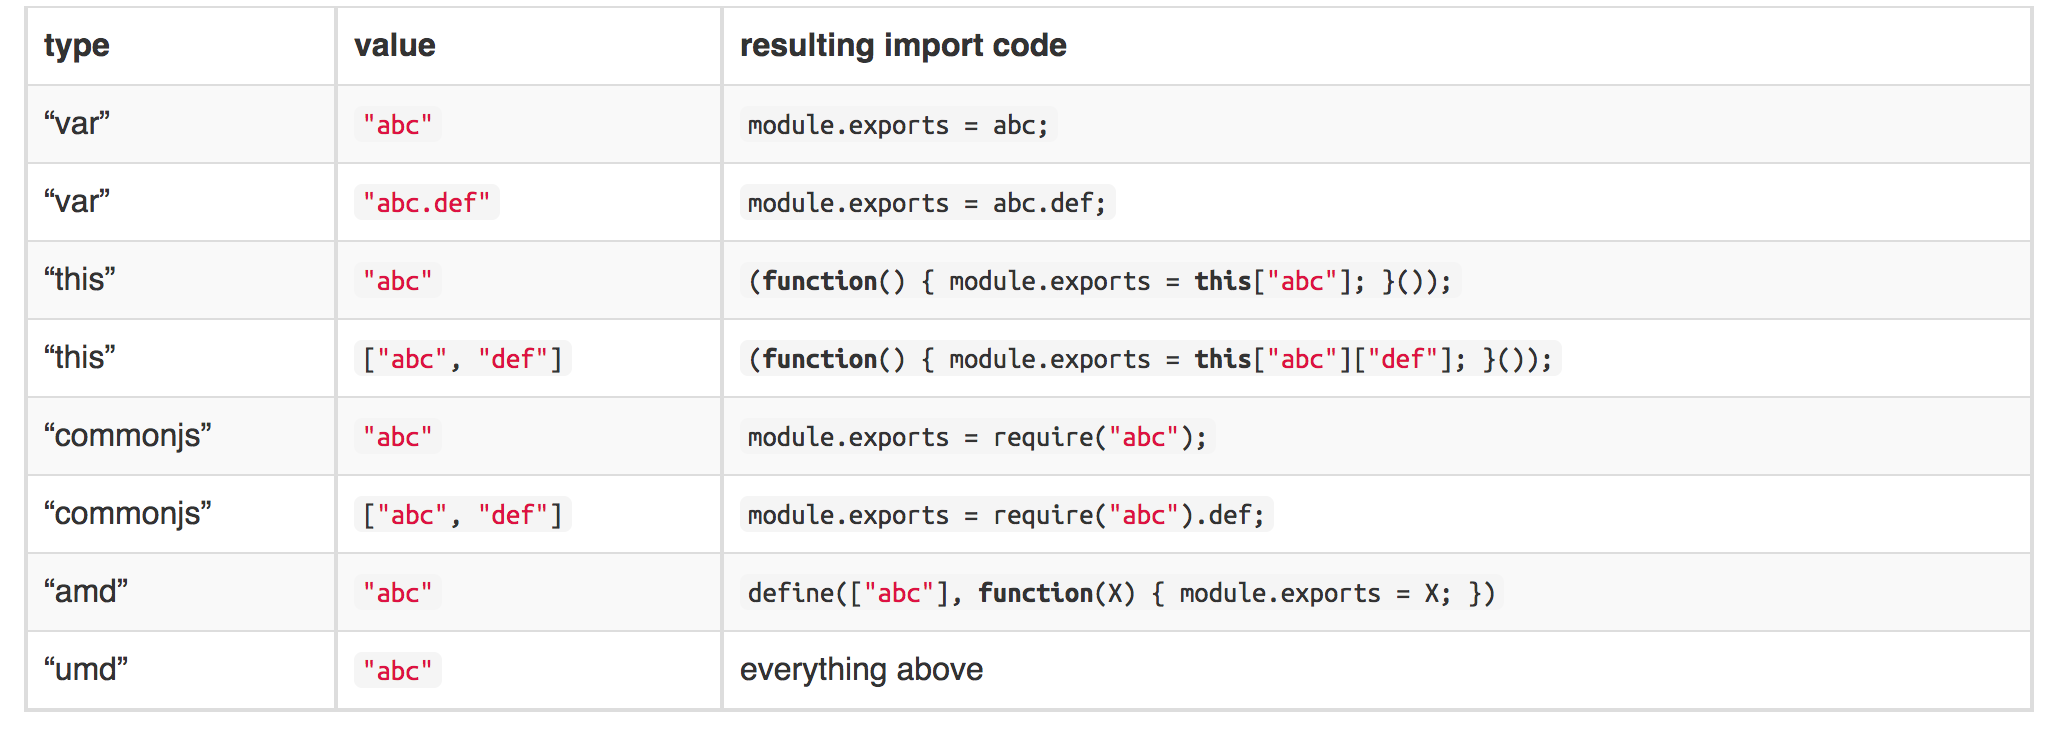 type value resulting import code
“var” "abc" module.exports = abc;
“var” "abc.def" module.exports = abc.def;
“this” "abc" (function() { module.exports = this["abc"]; }());
“this” ["abc", "def"] (function() { module.exports = this["abc"]["def"]; }());
“commonjs” "abc" module.exports = require("abc");
“commonjs” ["abc", "def"] module.exports = require("abc").def;
“amd” "abc" define(["abc"], function(X) { module.exports = X; })
“umd” "abc" everything above